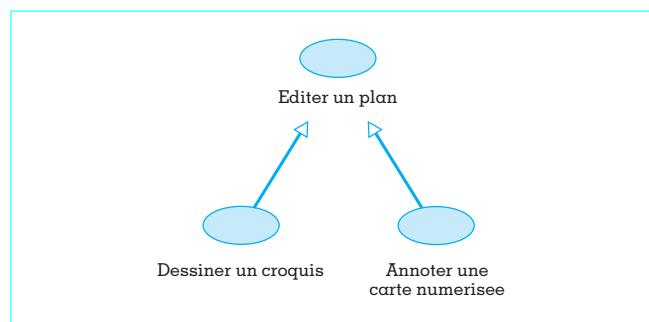 Editer un plan
Dessiner un croquis
Annoter une
carte numerisee